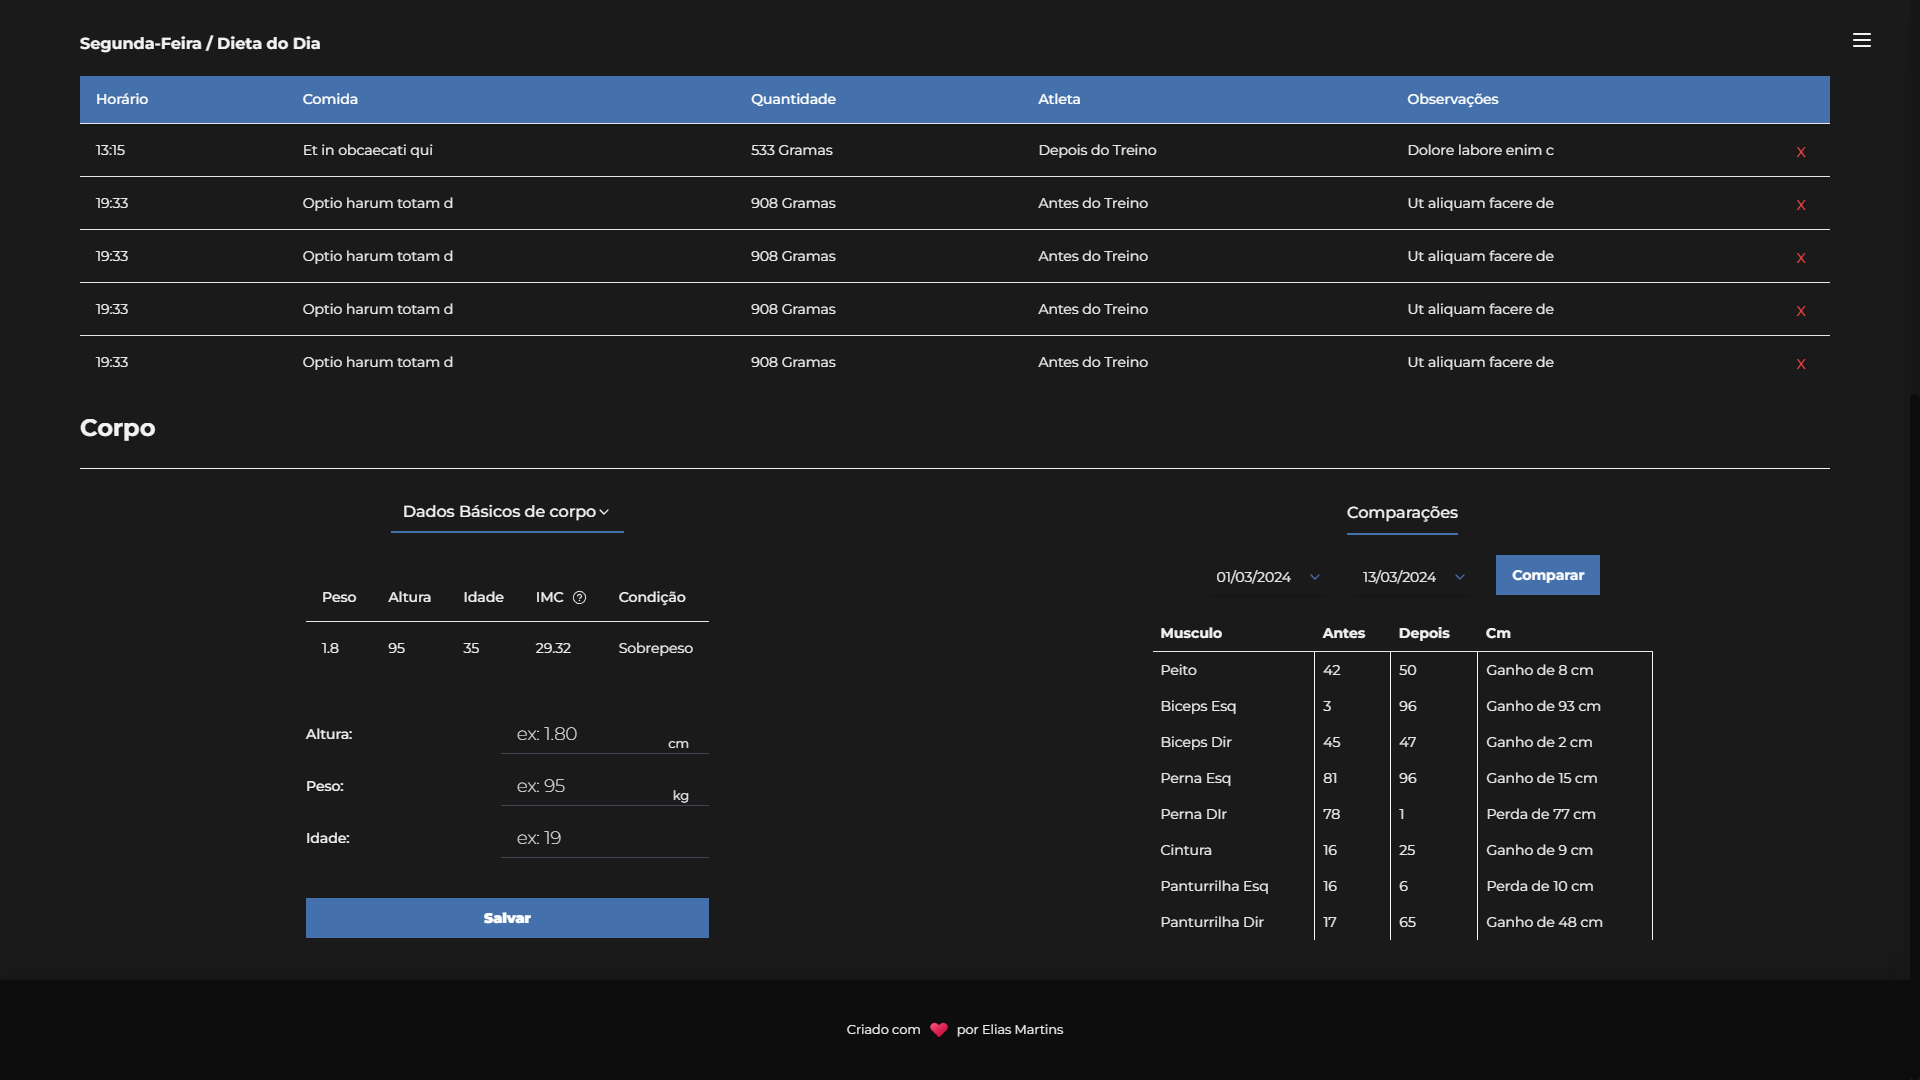 Segunda-Feira / Dieta do Dia
Horário Comida Quantidade Atleta Observações
13:15 Et in obcaecati qui 533 Gramas Depois do Treino Dolore labore enim c X
19:33 Optio harum totam d 908 Gramas Antes do Treino Ut aliquam facere de X
19:33 Optio harum totam d 908 Gramas Antes do Treino Ut aliquam facere de X
19:33 Optio harum totam d 908 Gramas Antes do Treino Ut aliquam facere de X
19:33 Optio harum totam d 908 Gramas Antes do Treino Ut aliquam facere de X
Corpo
Dados Básicos de corpo
Peso Altura Idade IMC ? Condição
1.8 95 35 29.32 Sobrepeso
Altura: ex: 1.80 cm
Peso: ex: 95 kg
Idade: ex: 19
Salvar
Comparações
01/03/2024 13/03/2024 Comparar
Musculo Antes Depois Cm
Peito 42 50 Ganho de 8 cm
Biceps Esq 3 96 Ganho de 93 cm
Biceps Dir 45 47 Ganho de 2 cm
Perna Esq 81 96 Ganho de 15 cm
Perna DIr 78 1 Perda de 77 cm
Cintura 16 25 Ganho de 9 cm
Panturrilha Esq 16 6 Perda de 10 cm
Panturrilha Dir 17 65 Ganho de 48 cm
Criado com ❤ por Elias Martins